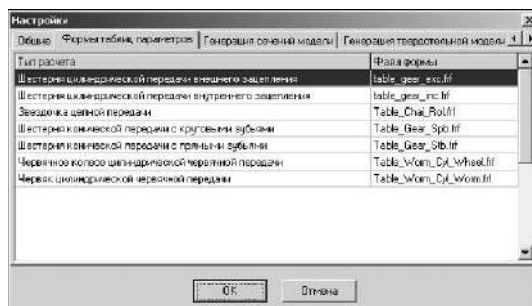 Настройки
Общие Формы таблиц параметров Генерация сечений модели Генерация твердотельной модели
Тип расчета Файл формы
Шестерня цилиндрической передачи внешнего зацепления table_gear_exc.frf
Шестерня цилиндрической передачи внутреннего зацепления table_gear_inc.frf
Звездочка цепной передачи Table_Chai_Rol.frf
Шестерня конической передачи с круговыми зубьями Table_Gear_Spb.frf
Шестерня конической передачи с прямыми зубьями Table_Gear_Stb.frf
Червячное колесо цилиндрической червячной передачи Table_Worm_Cyl_Wheel.frf
Червяк цилиндрической червячной передачи Table_Worm_Cyl_Worm.frf
OK Отмена